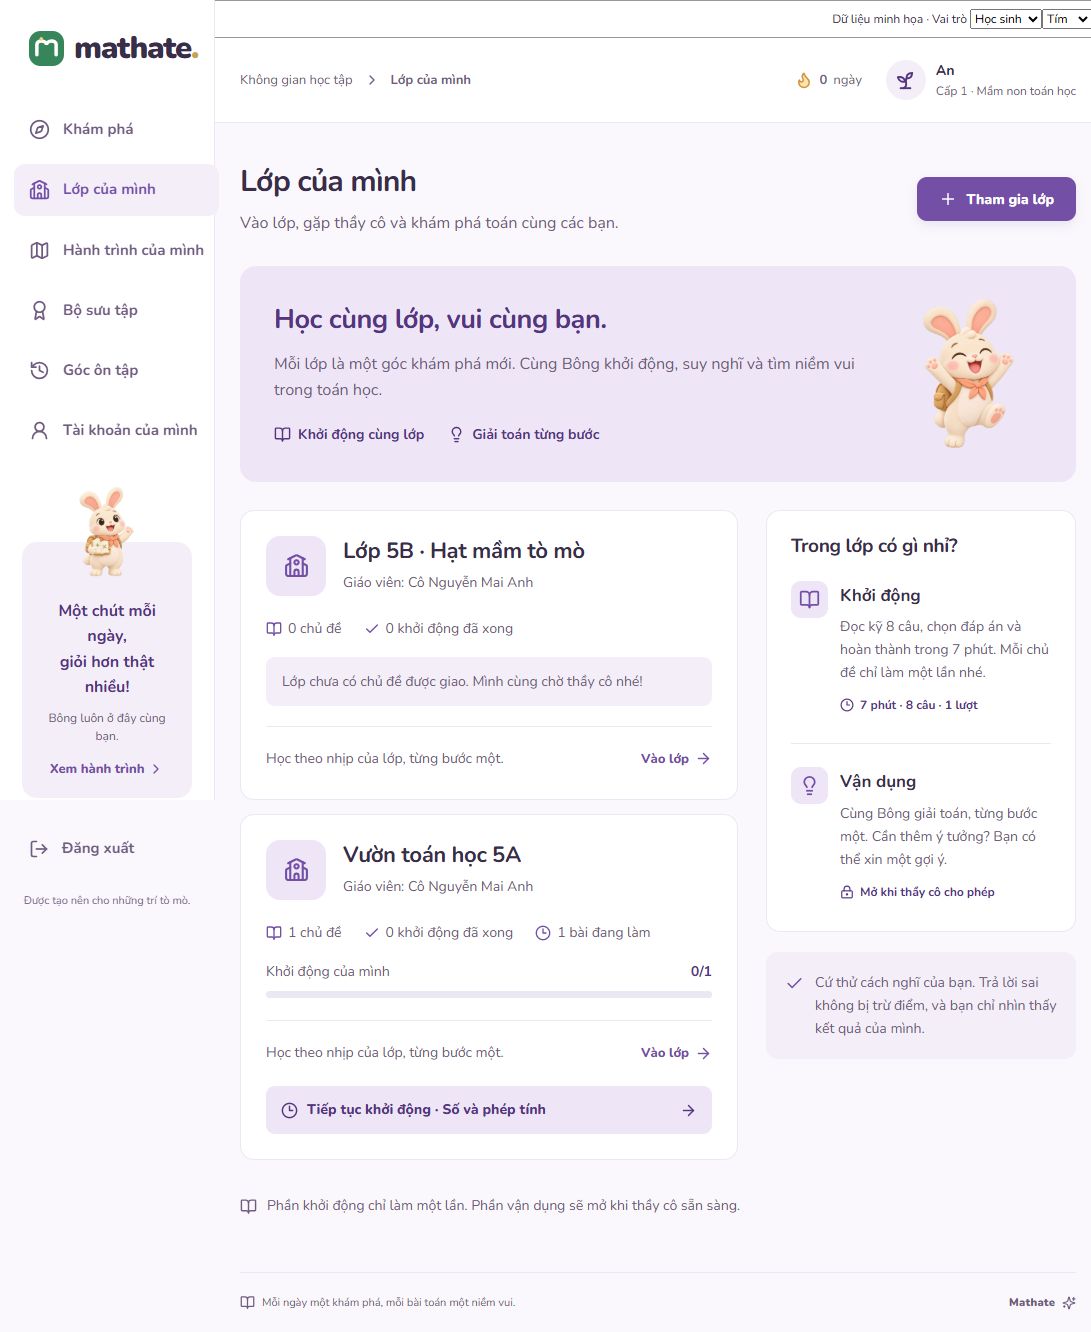 mathate.
Dữ liệu minh họa · Vai trò Học sinh Tím
Không gian học tập > Lớp của mình
0 ngày
An
Cấp 1 · Mầm non toán học
Khám phá
Lớp của mình
Hành trình của mình
Bộ sưu tập
Góc ôn tập
Tài khoản của mình
Một chút mỗi
ngày,
giỏi hơn thật
nhiều!
Bông luôn ở đây cùng
bạn.
Xem hành trình
Đăng xuất
Được tạo nên cho những trí tò mò.
Lớp của mình
Vào lớp, gặp thầy cô và khám phá toán cùng các bạn.
Tham gia lớp
Học cùng lớp, vui cùng bạn.
Mỗi lớp là một góc khám phá mới. Cùng Bông khởi động, suy nghĩ và tìm niềm vui
trong toán học.
Khởi động cùng lớp
Giải toán từng bước
Lớp 5B · Hạt mầm tò mò
Giáo viên: Cô Nguyễn Mai Anh
0 chủ đề
0 khởi động đã xong
Lớp chưa có chủ đề được giao. Mình cùng chờ thầy cô nhé!
Học theo nhịp của lớp, từng bước một.
Vào lớp
Vườn toán học 5A
Giáo viên: Cô Nguyễn Mai Anh
1 chủ đề
0 khởi động đã xong
1 bài đang làm
Khởi động của mình
0/1
Học theo nhịp của lớp, từng bước một.
Vào lớp
Tiếp tục khởi động · Số và phép tính
Trong lớp có gì nhỉ?
Khởi động
Đọc kỹ 8 câu, chọn đáp án và
hoàn thành trong 7 phút. Mỗi chủ
đề chỉ làm một lần nhé.
7 phút · 8 câu · 1 lượt
Vận dụng
Cùng Bông giải toán, từng bước
một. Cần thêm ý tưởng? Bạn có
thể xin một gợi ý.
Mở khi thầy cô cho phép
Cứ thử cách nghĩ của bạn. Trả lời sai
không bị trừ điểm, và bạn chỉ nhìn thấy
kết quả của mình.
Phần khởi động chỉ làm một lần. Phần vận dụng sẽ mở khi thầy cô sẵn sàng.
Mỗi ngày một khám phá, mỗi bài toán một niềm vui.
Mathate